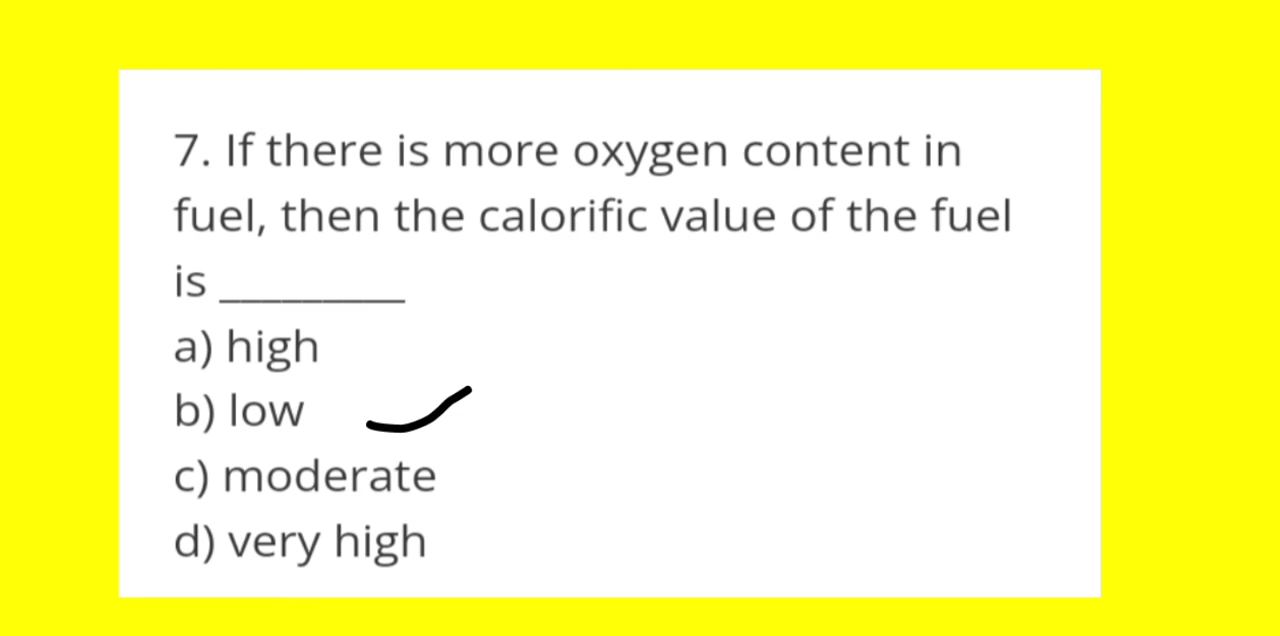 7. If there is more oxygen content in
fuel, then the calorific value of the fuel
is _________
a) high
b) low
c) moderate
d) very high